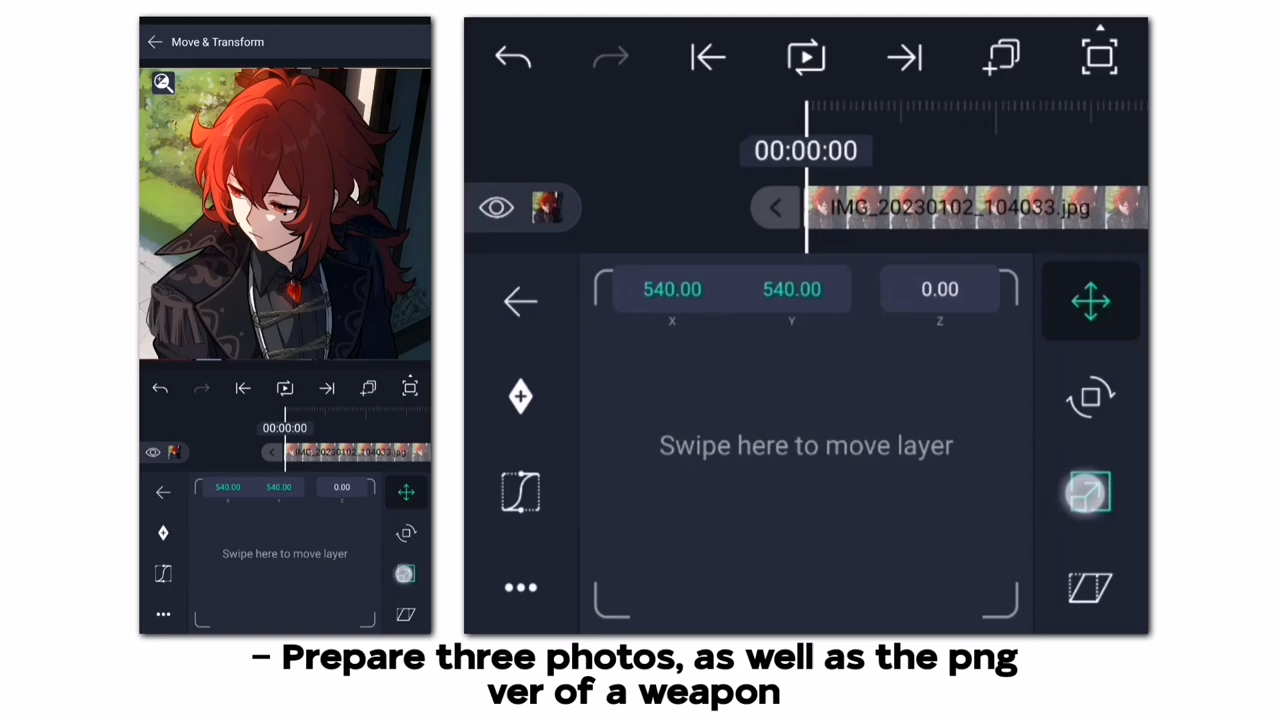 Move & Transform
00:00:00
IMG_20230102_104033.jpg
540.00 540.00 0.00
X Y Z
Swipe here to move layer
00:00:00
IMG_20230102_104033.jpg
540.00 540.00 0.00
X Y Z
Swipe here to move layer
– Prepare three photos, as well as the png
ver of a weapon